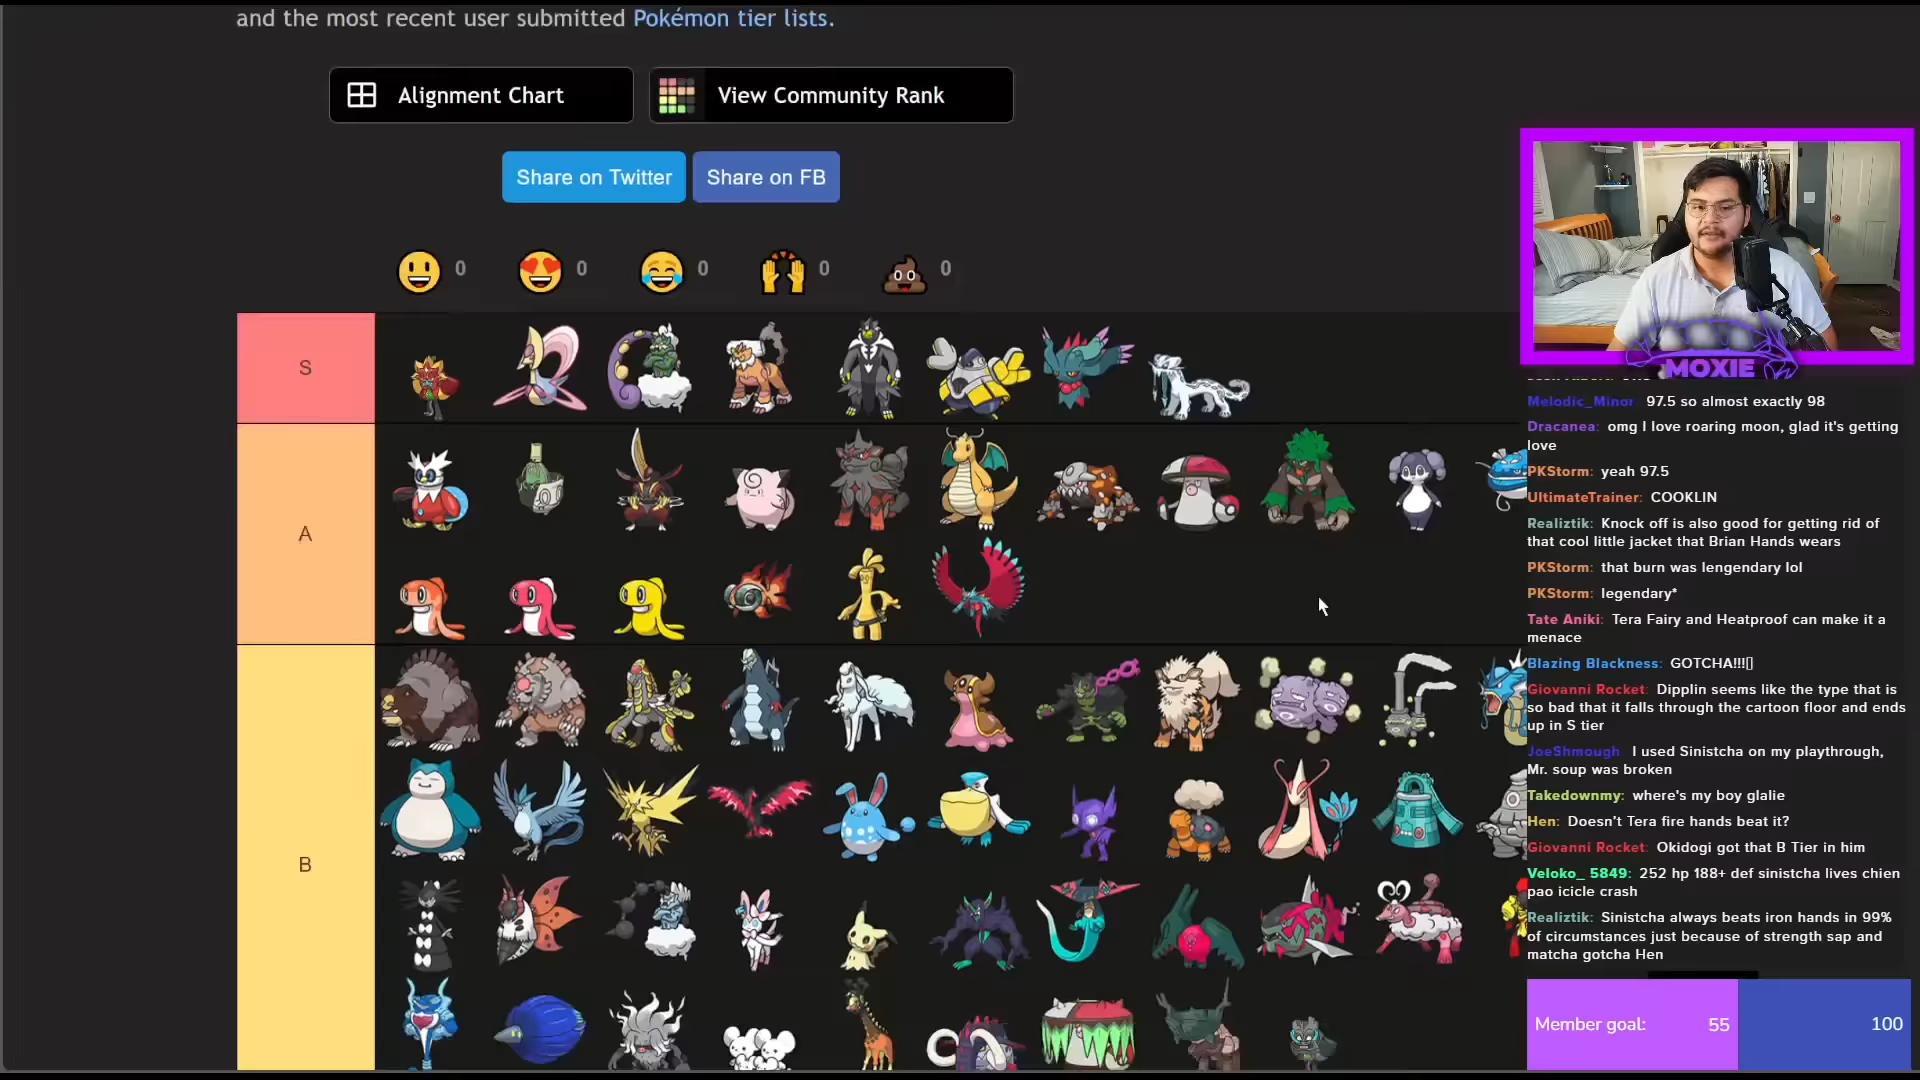 and the most recent user submitted Pokémon tier lists.
Alignment Chart
View Community Rank
Share on Twitter
Share on FB
0
0
0
0
0
S
A
B
MOXIE
Melodic_Minor 97.5 so almost exactly 98
Dracanea: omg I love roaring moon, glad it's getting
love
PKStorm: yeah 97.5
UltimateTrainer: COOKLIN
Realiztik: Knock off is also good for getting rid of
that cool little jacket that Brian Hands wears
PKStorm: that burn was lengendary lol
PKStorm: legendary*
Tate Aniki: Tera Fairy and Heatproof can make it a
menace
Blazing Blackness: GOTCHA!!!▯
Giovanni Rocket: Dipplin seems like the type that is
so bad that it falls through the cartoon floor and ends
up in S tier
JoeShmough I used Sinistcha on my playthrough,
Mr. soup was broken
Takedownmy: where's my boy glalie
Hen: Doesn't Tera fire hands beat it?
Giovanni Rocket: Okidogi got that B Tier in him
Veloko_ 5849: 252 hp 188+ def sinistcha lives chien
pao icicle crash
Realiztik: Sinistcha always beats iron hands in 99%
of circumstances just because of strength sap and
matcha gotcha Hen
Member goal: 55 100